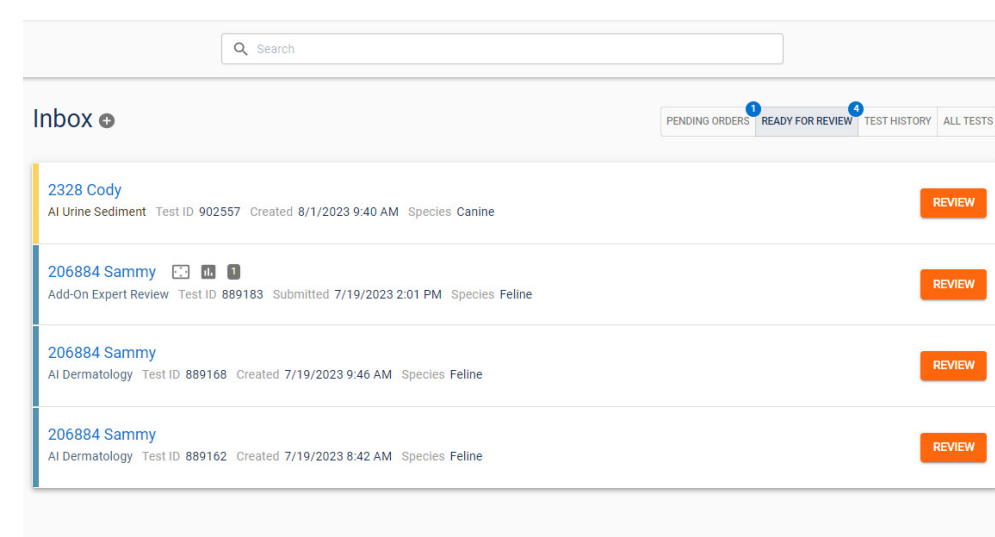 Search
Inbox
1
4
PENDING ORDERS READY FOR REVIEW TEST HISTORY ALL TESTS
2328 Cody
AI Urine Sediment Test ID 902557 Created 8/1/2023 9:40 AM Species Canine
REVIEW
206884 Sammy 1
Add-On Expert Review Test ID 889183 Submitted 7/19/2023 2:01 PM Species Feline
REVIEW
206884 Sammy
AI Dermatology Test ID 889168 Created 7/19/2023 9:46 AM Species Feline
REVIEW
206884 Sammy
AI Dermatology Test ID 889162 Created 7/19/2023 8:42 AM Species Feline
REVIEW